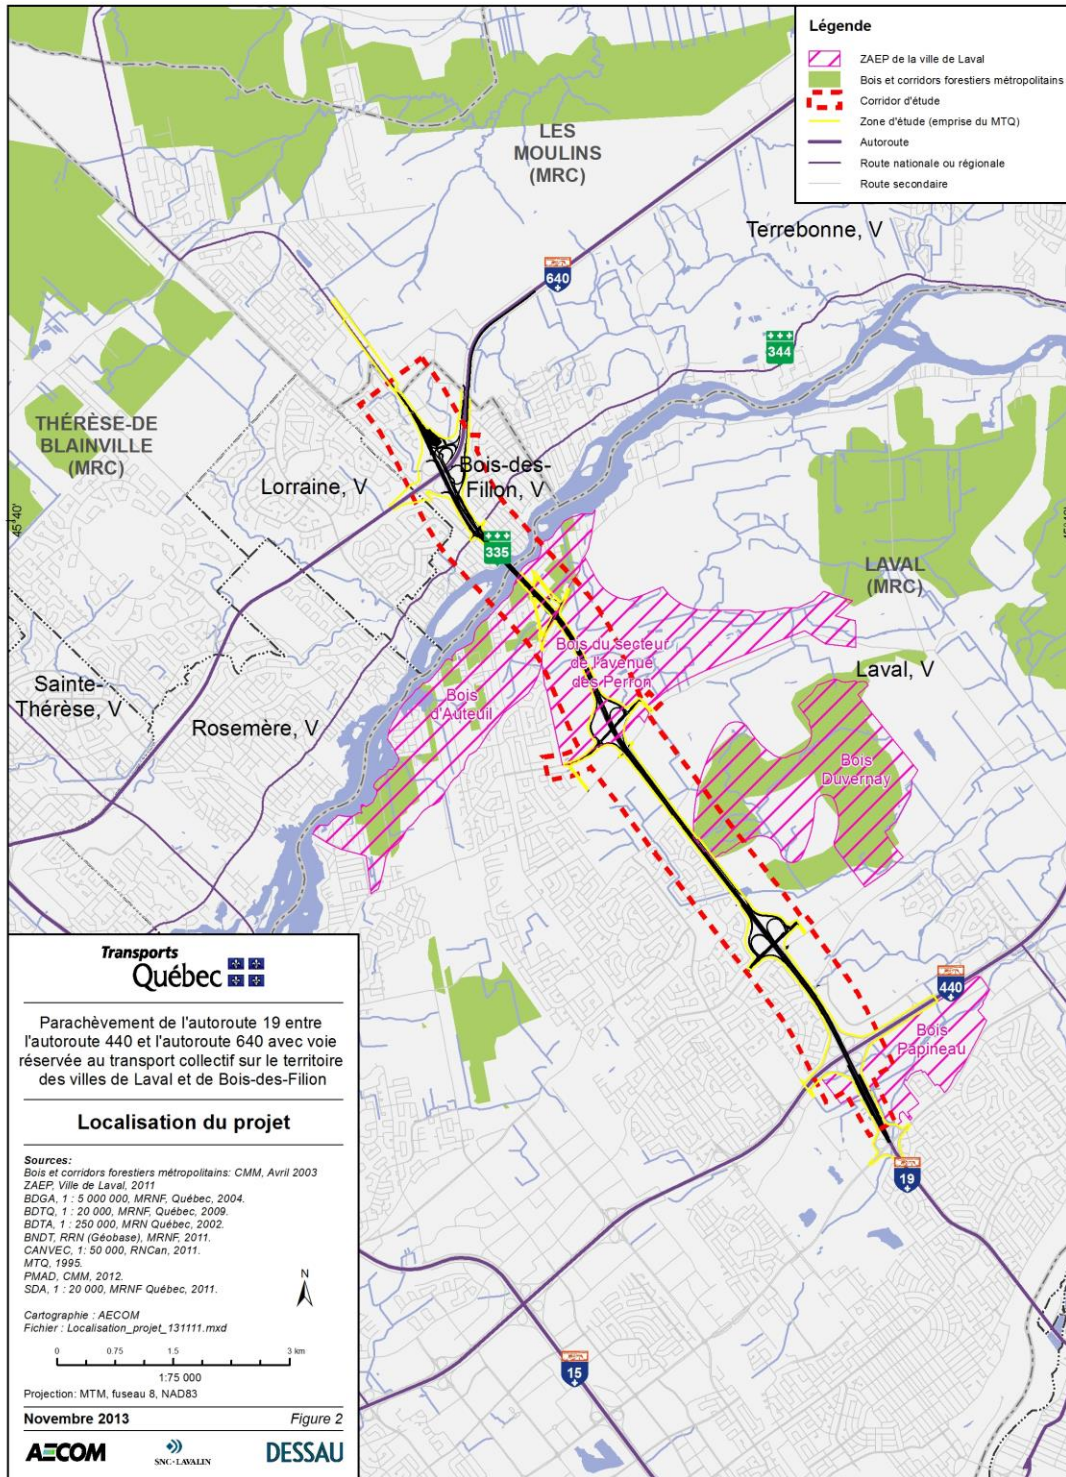 Légende
ZAEP de la ville de Laval
Bois et corridors forestiers métropolitains
Corridor d'étude
Zone d'étude (emprise du MTQ)
Autoroute
Route nationale ou régionale
Route secondaire
LES
MOULINS
(MRC)
Terrebonne, V
640
344
THÉRÈSE-DE
BLAINVILLE
(MRC)
Lorraine, V
Bois-des-
Filion, V
45°40'
335
LAVAL
(MRC)
Bois du secteur
de l'avenue
des Perron
Laval, V
Sainte-
Thérèse, V
Bois
d'Auteuil
Rosemère, V
Bois
Duvernay
440
Bois
Papineau
19
15
Transports
Québec
Parachèvement de l'autoroute 19 entre
l'autoroute 440 et l'autoroute 640 avec voie
réservée au transport collectif sur le territoire
des villes de Laval et de Bois-des-Filion
Localisation du projet
Sources:
Bois et corridors forestiers métropolitains: CMM, Avril 2003
ZAEP, Ville de Laval, 2011
BDGA, 1 : 5 000 000, MRNF, Québec, 2004.
BDTQ, 1 : 20 000, MRNF, Québec, 2009.
BDTA, 1 : 250 000, MRN Québec, 2002.
BNDT, RRN (Géobase), MRNF, 2011.
CANVEC, 1: 50 000, RNCan, 2011.
MTQ, 1995.
PMAD, CMM, 2012.
SDA, 1 : 20 000, MRNF Québec, 2011.
N
Cartographie : AECOM
Fichier : Localisation_projet_131111.mxd
0 0.75 1.5 3 km
1:75 000
Projection: MTM, fuseau 8, NAD83
Novembre 2013 Figure 2
AECOM SNC•LAVALIN DESSAU